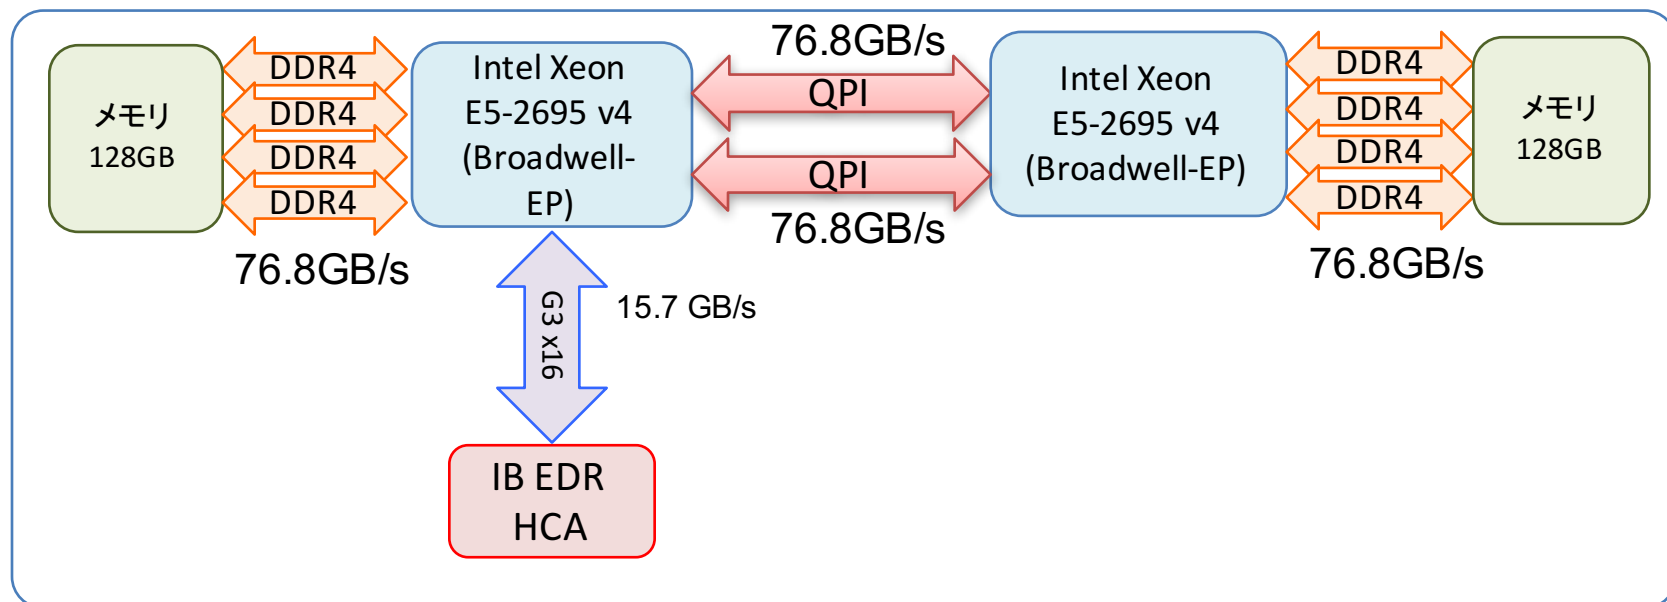 メモリ
128GB
DDR4
DDR4
DDR4
DDR4
76.8GB/s
Intel Xeon
E5-2695 v4
(Broadwell-
EP)
76.8GB/s
QPI
QPI
76.8GB/s
Intel Xeon
E5-2695 v4
(Broadwell-EP)
DDR4
DDR4
DDR4
DDR4
76.8GB/s
メモリ
128GB
G3 x16
15.7 GB/s
IB EDR
HCA